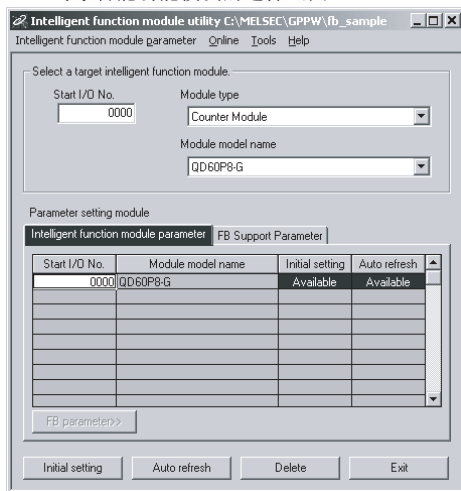 Intelligent function module utility C:\MELSEC\GPPW\fb_sample
Intelligent function module parameter Online Tools Help
Select a target intelligent function module.
Start I/O No. Module type
0000 Counter Module
Module model name
QD60P8-G
Parameter setting module
Intelligent function module parameter FB Support Parameter
Start I/O No. Module model name Initial setting Auto refresh
0000 QD60P8-G Available Available
FB parameter>>
Initial setting Auto refresh Delete Exit